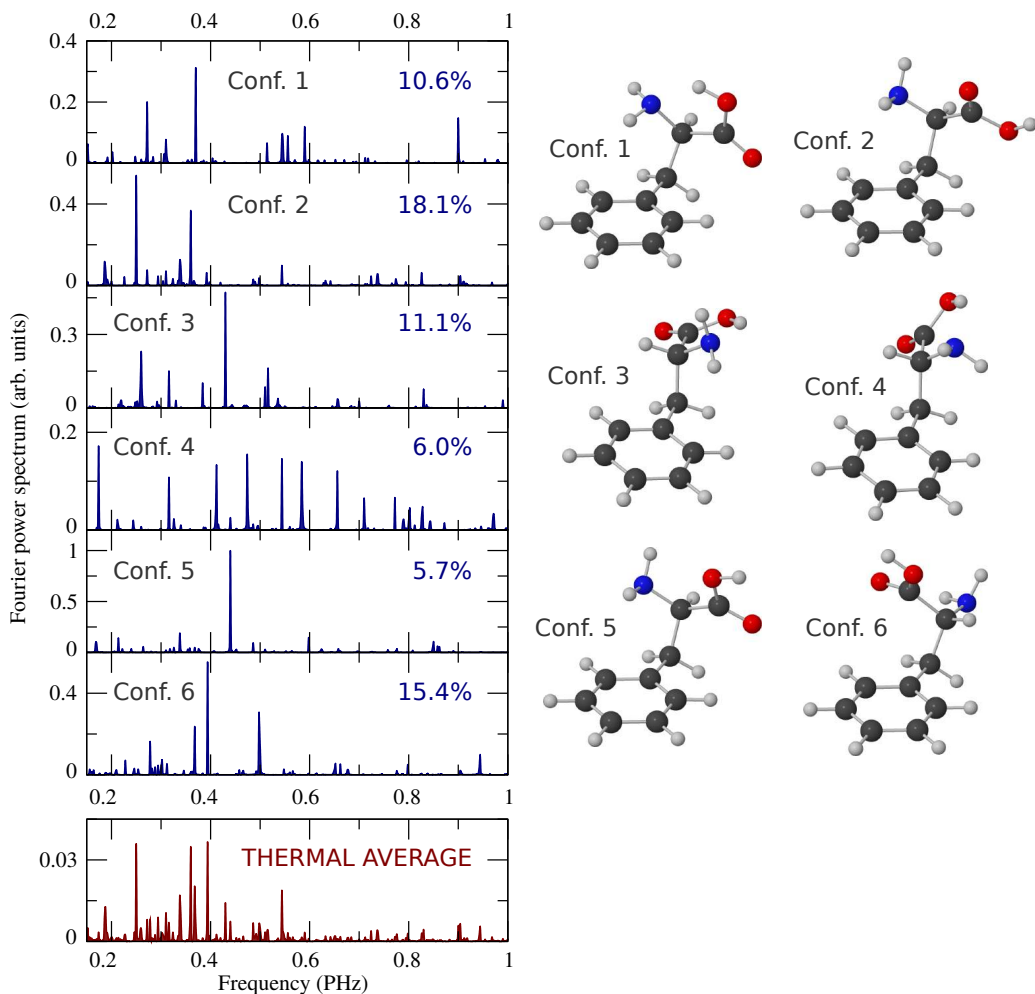 0.2 0.4 0.6 0.8 1
0.4
0.2
0
Conf. 1 10.6%
0.4
0
Conf. 2 18.1%
0.3
0
Conf. 3 11.1%
0.2
0
Conf. 4 6.0%
1
0.5
0
Conf. 5 5.7%
0.4
0
Conf. 6 15.4%
0.2 0.4 0.6 0.8 1
0.03
0
THERMAL AVERAGE
0.2 0.4 0.6 0.8 1
Frequency (PHz)
Fourier power spectrum (arb. units)
Conf. 1
Conf. 2
Conf. 3
Conf. 4
Conf. 5
Conf. 6